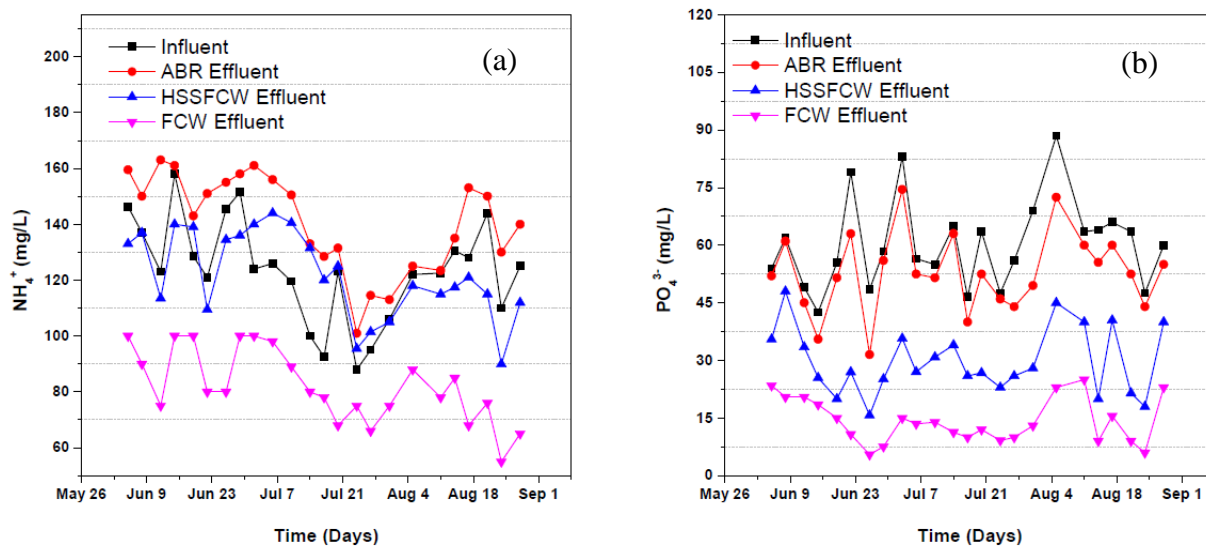 (a)
Influent
ABR Effluent
HSSFCW Effluent
FCW Effluent
200
180
160
140
120
100
80
60
NH₄⁺ (mg/L)
May 26 Jun 9 Jun 23 Jul 7 Jul 21 Aug 4 Aug 18 Sep 1
Time (Days)
(b)
Influent
ABR Effluent
HSSFCW Effluent
FCW Effluent
120
105
90
75
60
45
30
15
0
PO₄³⁻ (mg/L)
May 26 Jun 9 Jun 23 Jul 7 Jul 21 Aug 4 Aug 18 Sep 1
Time (Days)